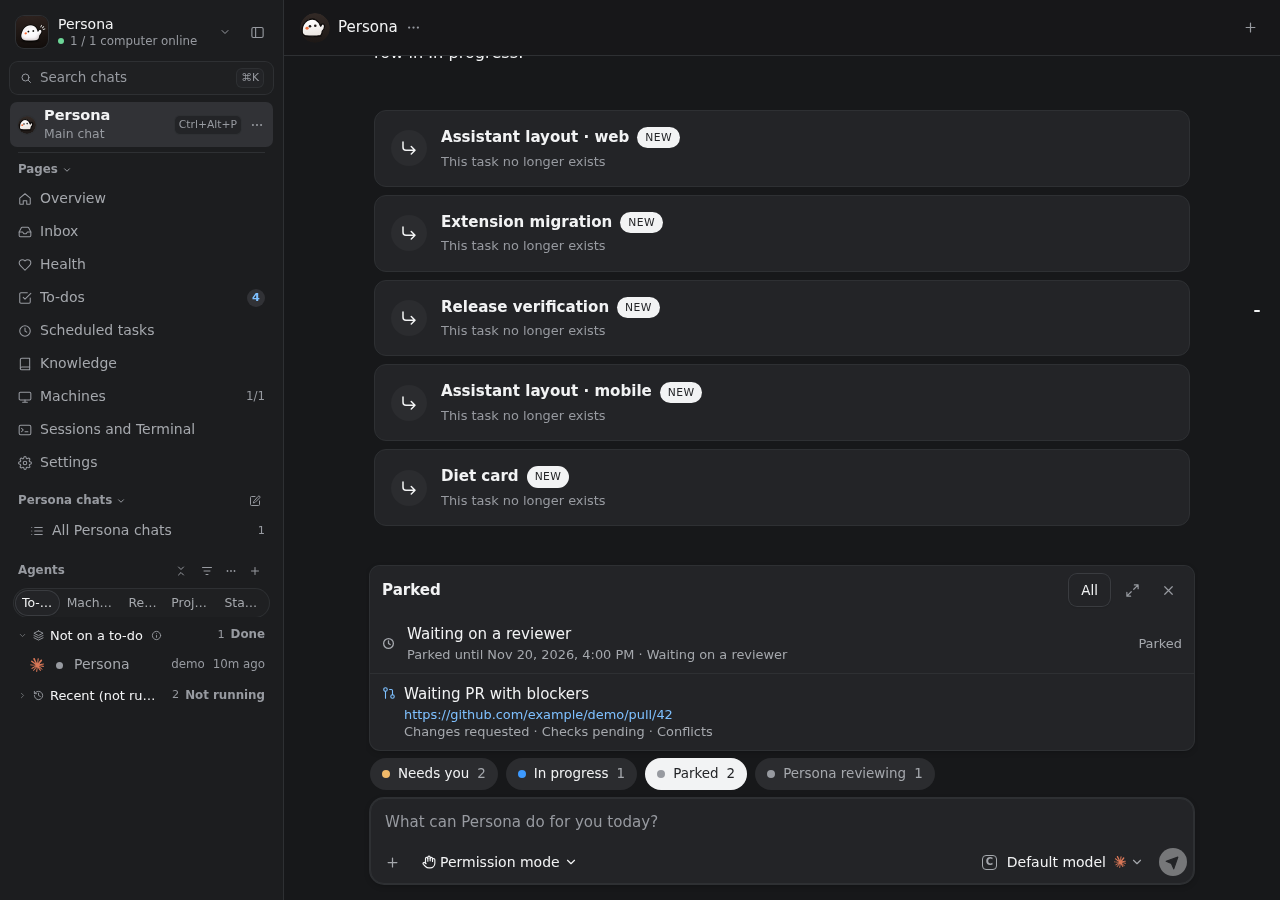 Persona
1 / 1 computer online
Search chats
⌘K
Persona
Main chat
Ctrl+Alt+P
Pages
Overview
Inbox
Health
To-dos
4
Scheduled tasks
Knowledge
Machines
1/1
Sessions and Terminal
Settings
Persona chats
All Persona chats
1
Agents
To-...
Mach...
Re...
Proj...
Sta...
Not on a to-do
1 Done
Persona
demo 10m ago
Recent (not ru...
2 Not running
Persona
Assistant layout · web NEW
This task no longer exists
Extension migration NEW
This task no longer exists
Release verification NEW
This task no longer exists
Assistant layout · mobile NEW
This task no longer exists
Diet card NEW
This task no longer exists
Parked
All
Waiting on a reviewer
Parked until Nov 20, 2026, 4:00 PM · Waiting on a reviewer
Parked
Waiting PR with blockers
https://github.com/example/demo/pull/42
Changes requested · Checks pending · Conflicts
Needs you 2
In progress 1
Parked 2
Persona reviewing 1
What can Persona do for you today?
Permission mode
C Default model